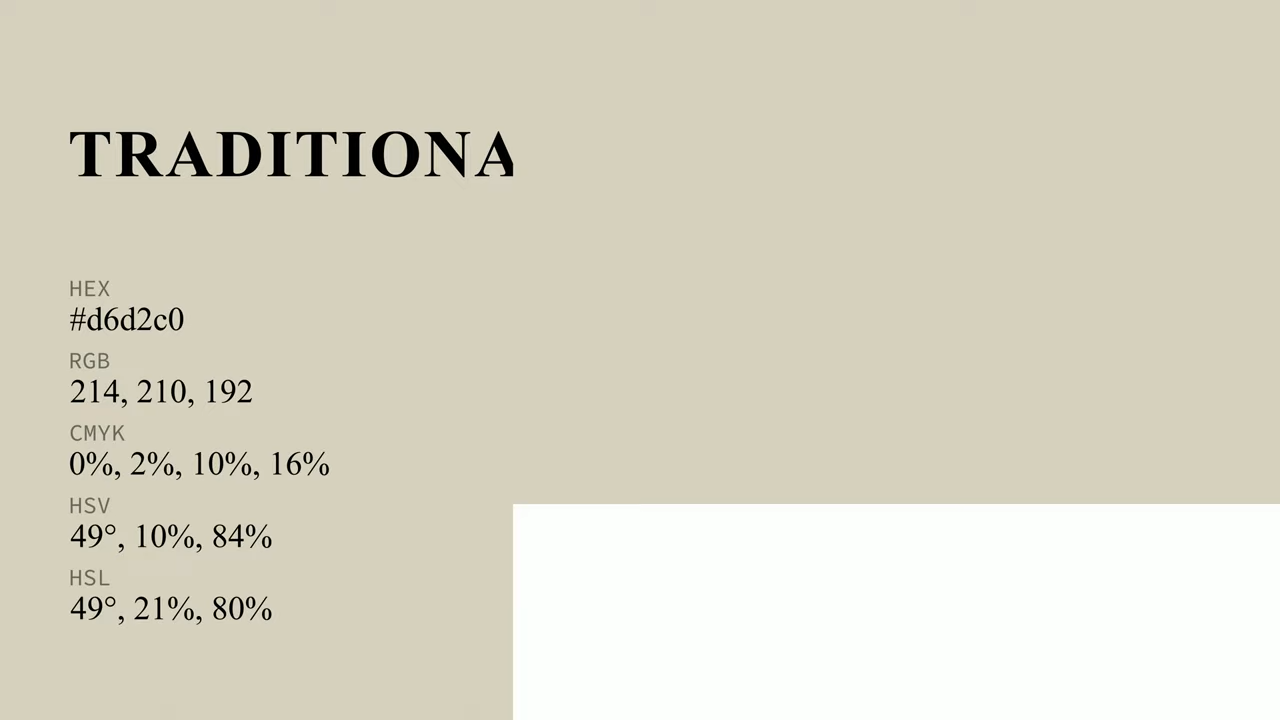 TRADITIONA
HEX
#d6d2c0
RGB
214, 210, 192
CMYK
0%, 2%, 10%, 16%
HSV
49°, 10%, 84%
HSL
49°, 21%, 80%